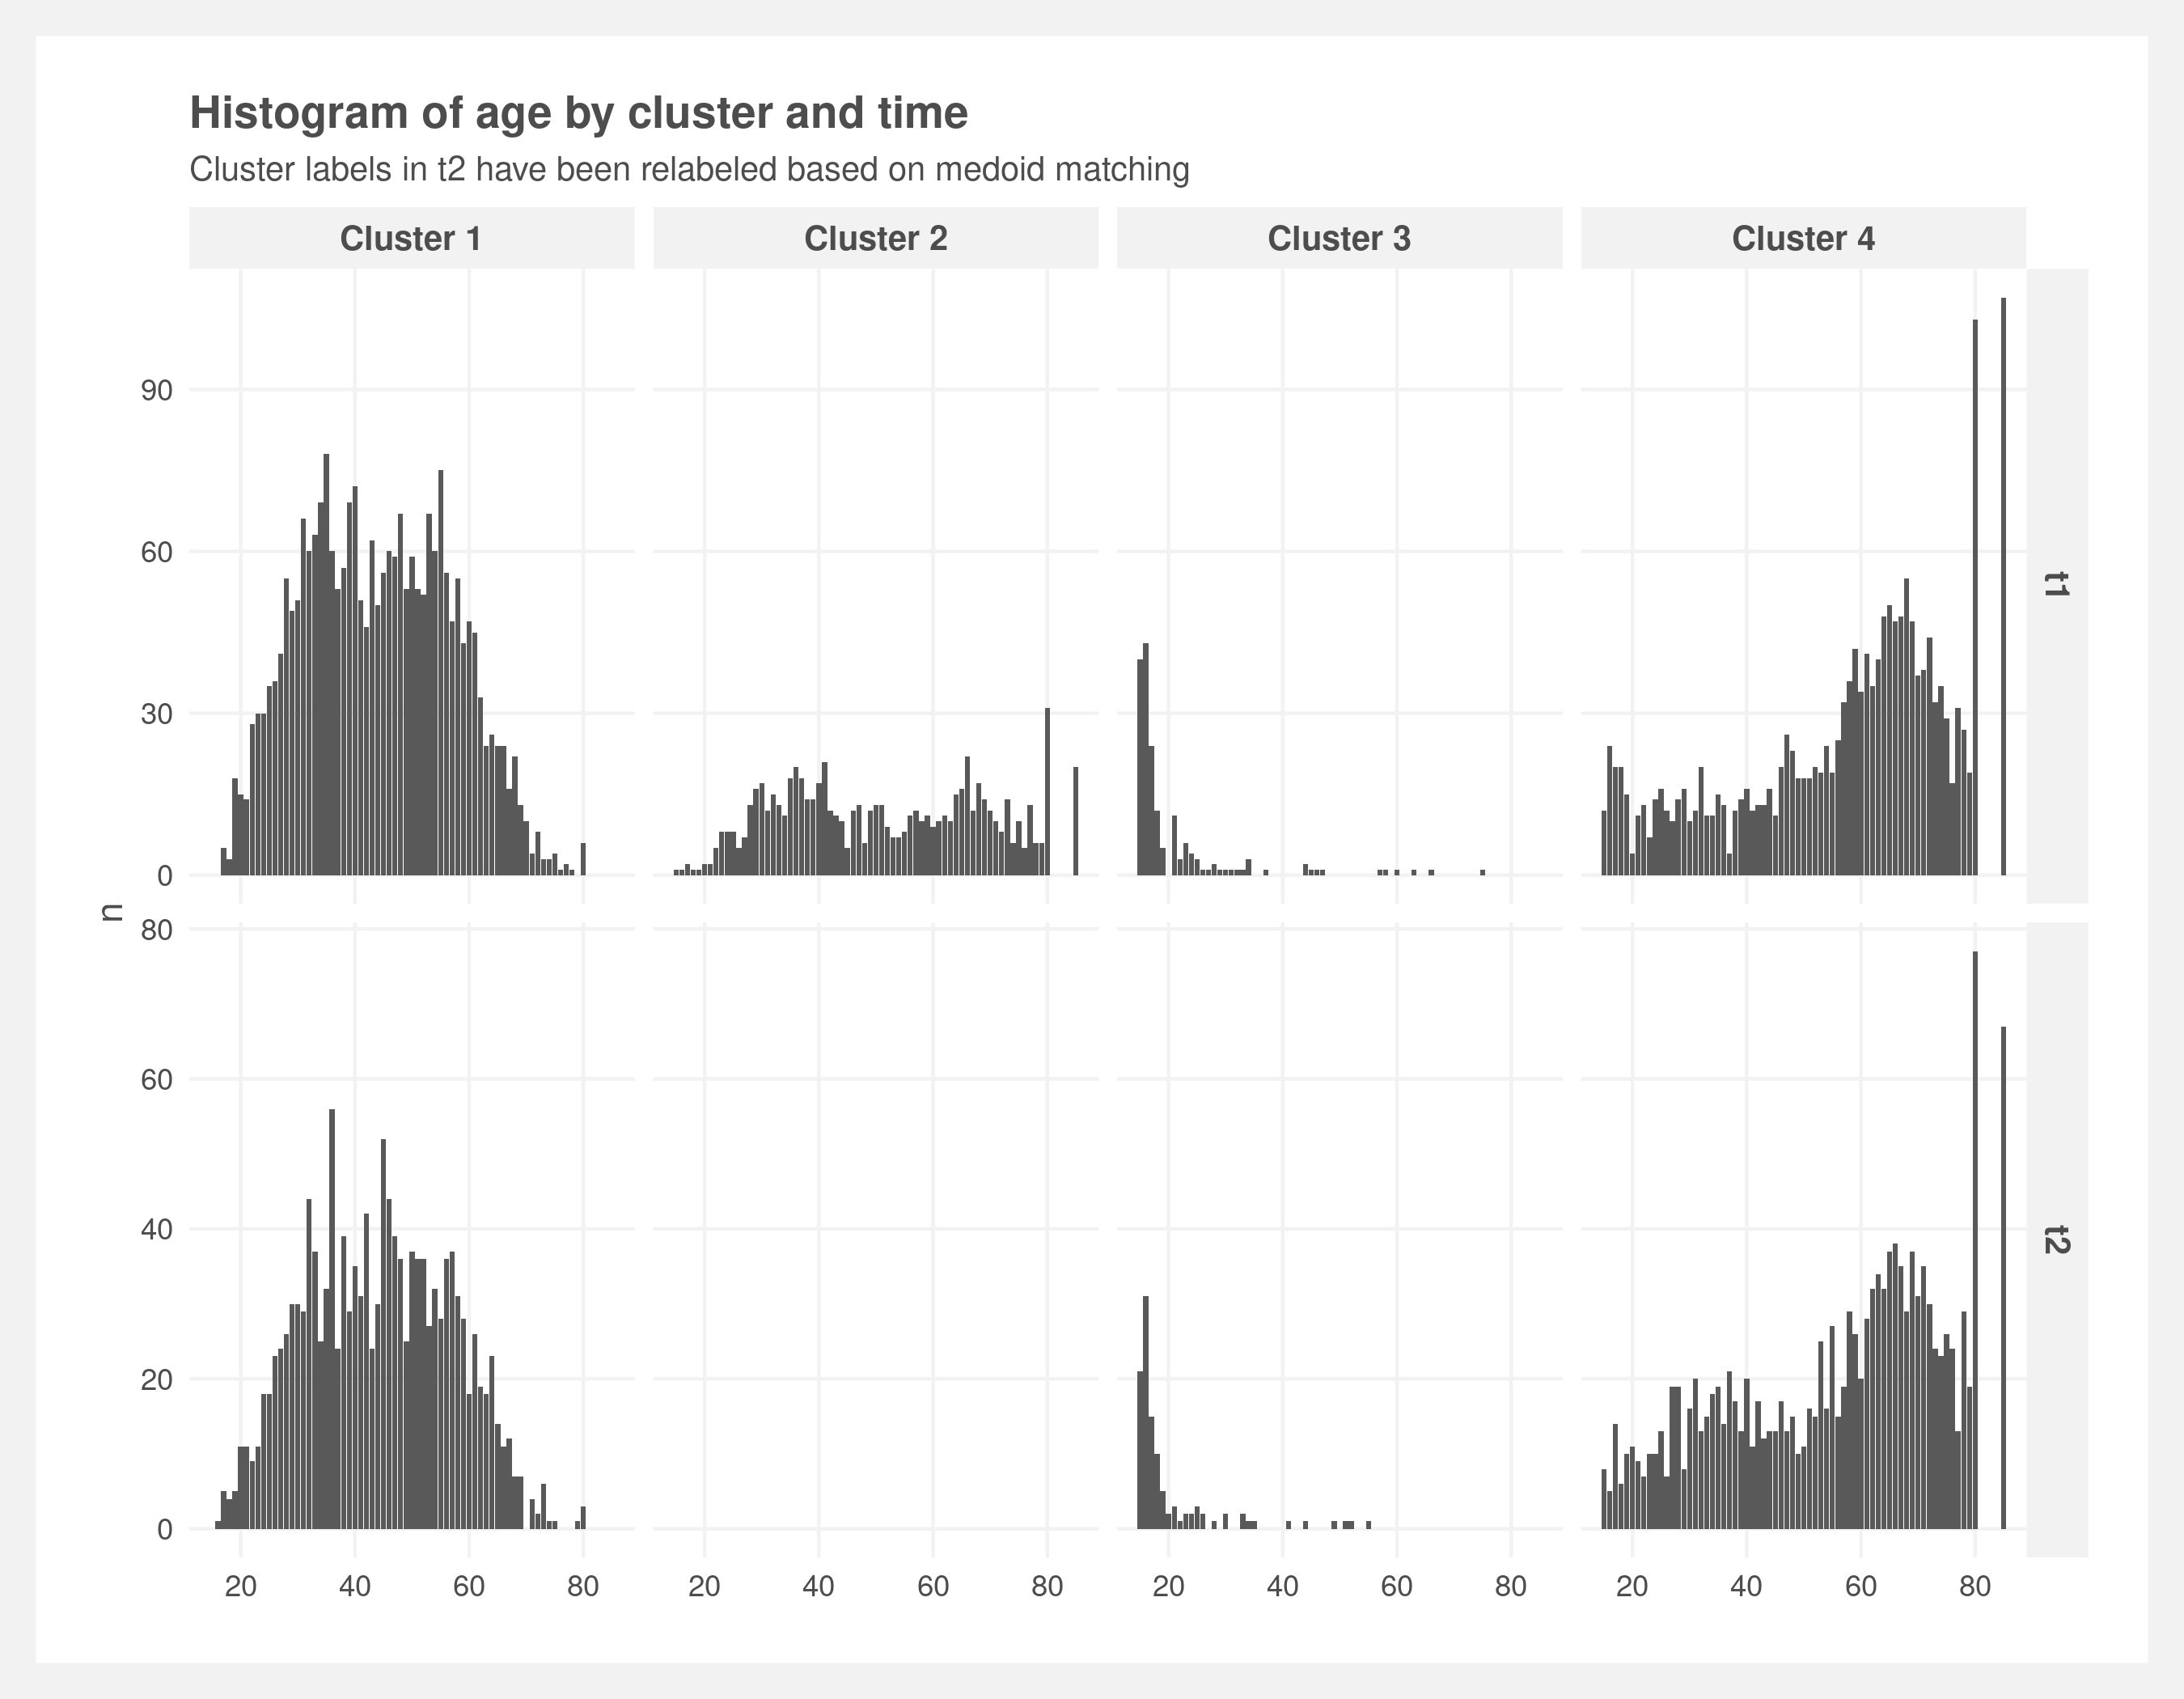 Histogram of age by cluster and time
Cluster labels in t2 have been relabeled based on medoid matching
Cluster 1 Cluster 2 Cluster 3 Cluster 4
90
60
30
0
t1
n
80
60
40
20
0
t2
20 40 60 80 20 40 60 80 20 40 60 80 20 40 60 80